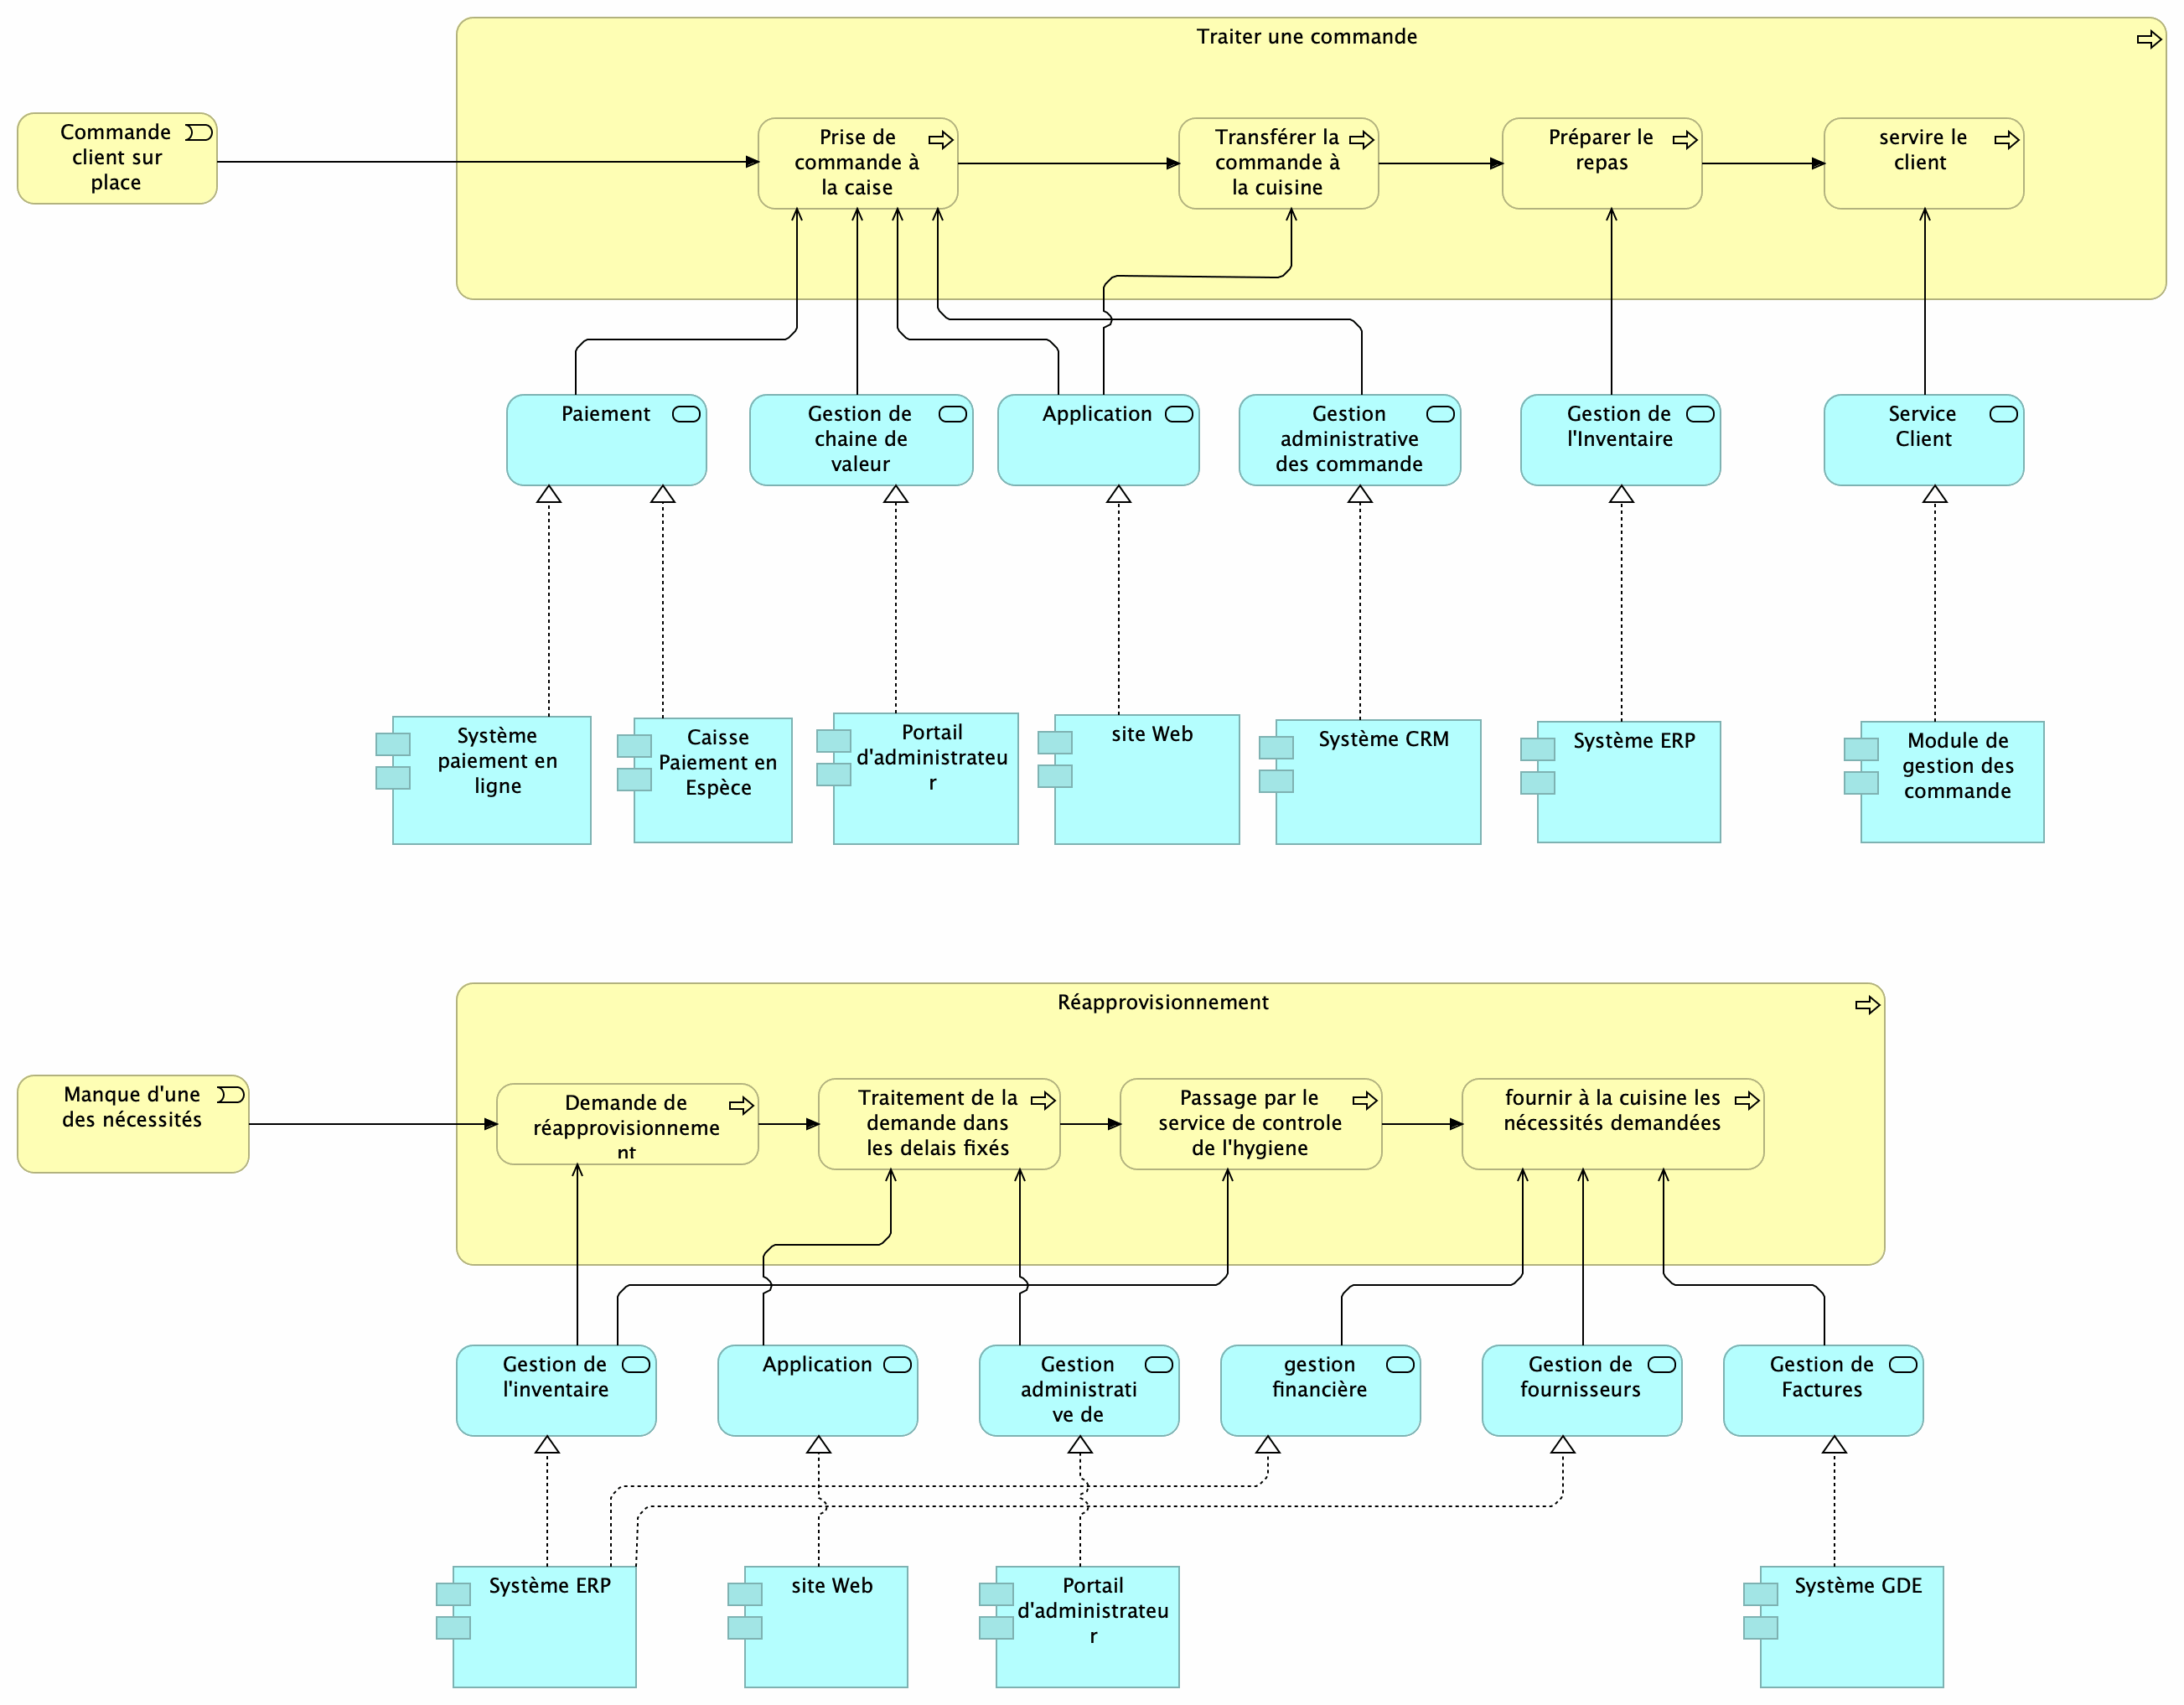 Traiter une commande
Commande
client sur
place
Prise de
commande à
la caise
Transférer la
commande à
la cuisine
Préparer le
repas
servire le
client
Paiement
Gestion de
chaine de
valeur
Application
Gestion
administrative
des commande
Gestion de
l'Inventaire
Service
Client
Système
paiement en
ligne
Caisse
Paiement en
Espèce
Portail
d'administrateu
r
site Web
Système CRM
Système ERP
Module de
gestion des
commande
Réapprovisionnement
Manque d'une
des nécessités
Demande de
réapprovisionneme
nt
Traitement de la
demande dans
les delais fixés
Passage par le
service de controle
de l'hygiene
fournir à la cuisine les
nécessités demandées
Gestion de
l'inventaire
Application
Gestion
administrati
ve de
gestion
financière
Gestion de
fournisseurs
Gestion de
Factures
Système ERP
site Web
Portail
d'administrateu
r
Système GDE